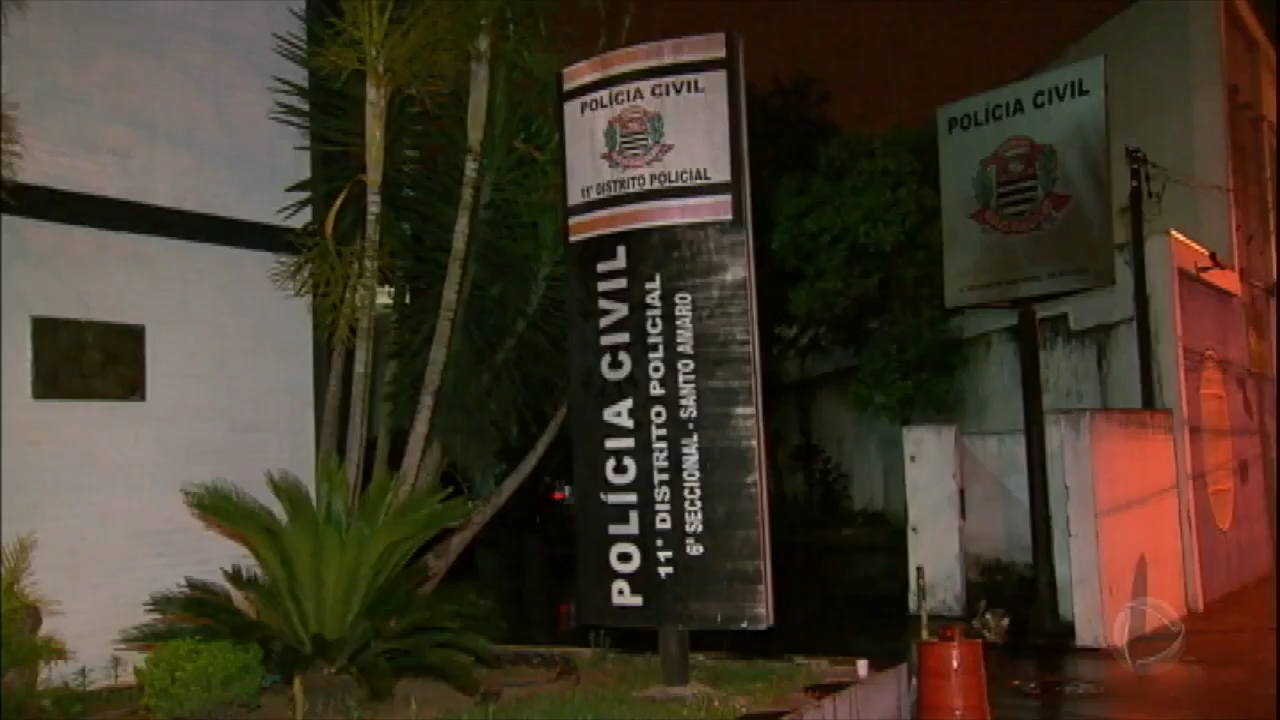 POLÍCIA CIVIL
11º DISTRITO POLICIAL
POLÍCIA CIVIL
11º DISTRITO POLICIAL
6ª SECCIONAL - SANTO AMARO
POLÍCIA CIVIL